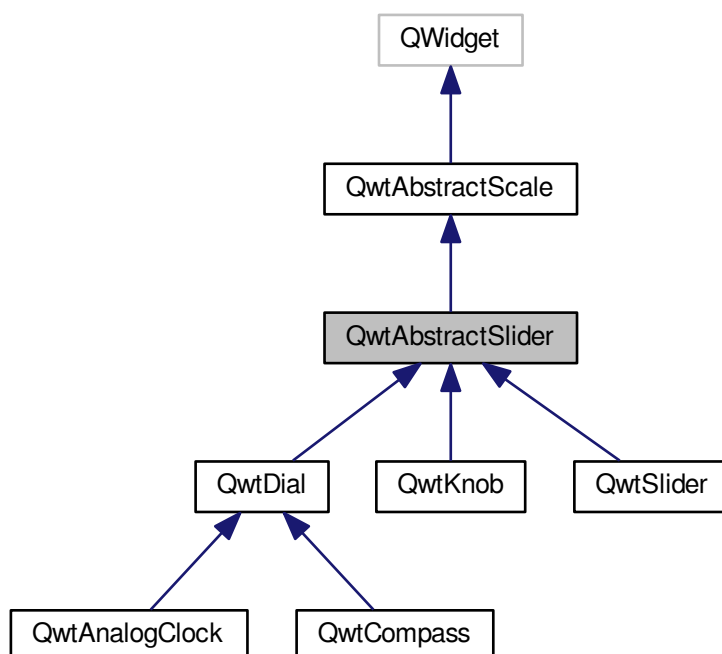 QWidget
QwtAbstractScale
QwtAbstractSlider
QwtDial
QwtKnob
QwtSlider
QwtAnalogClock
QwtCompass